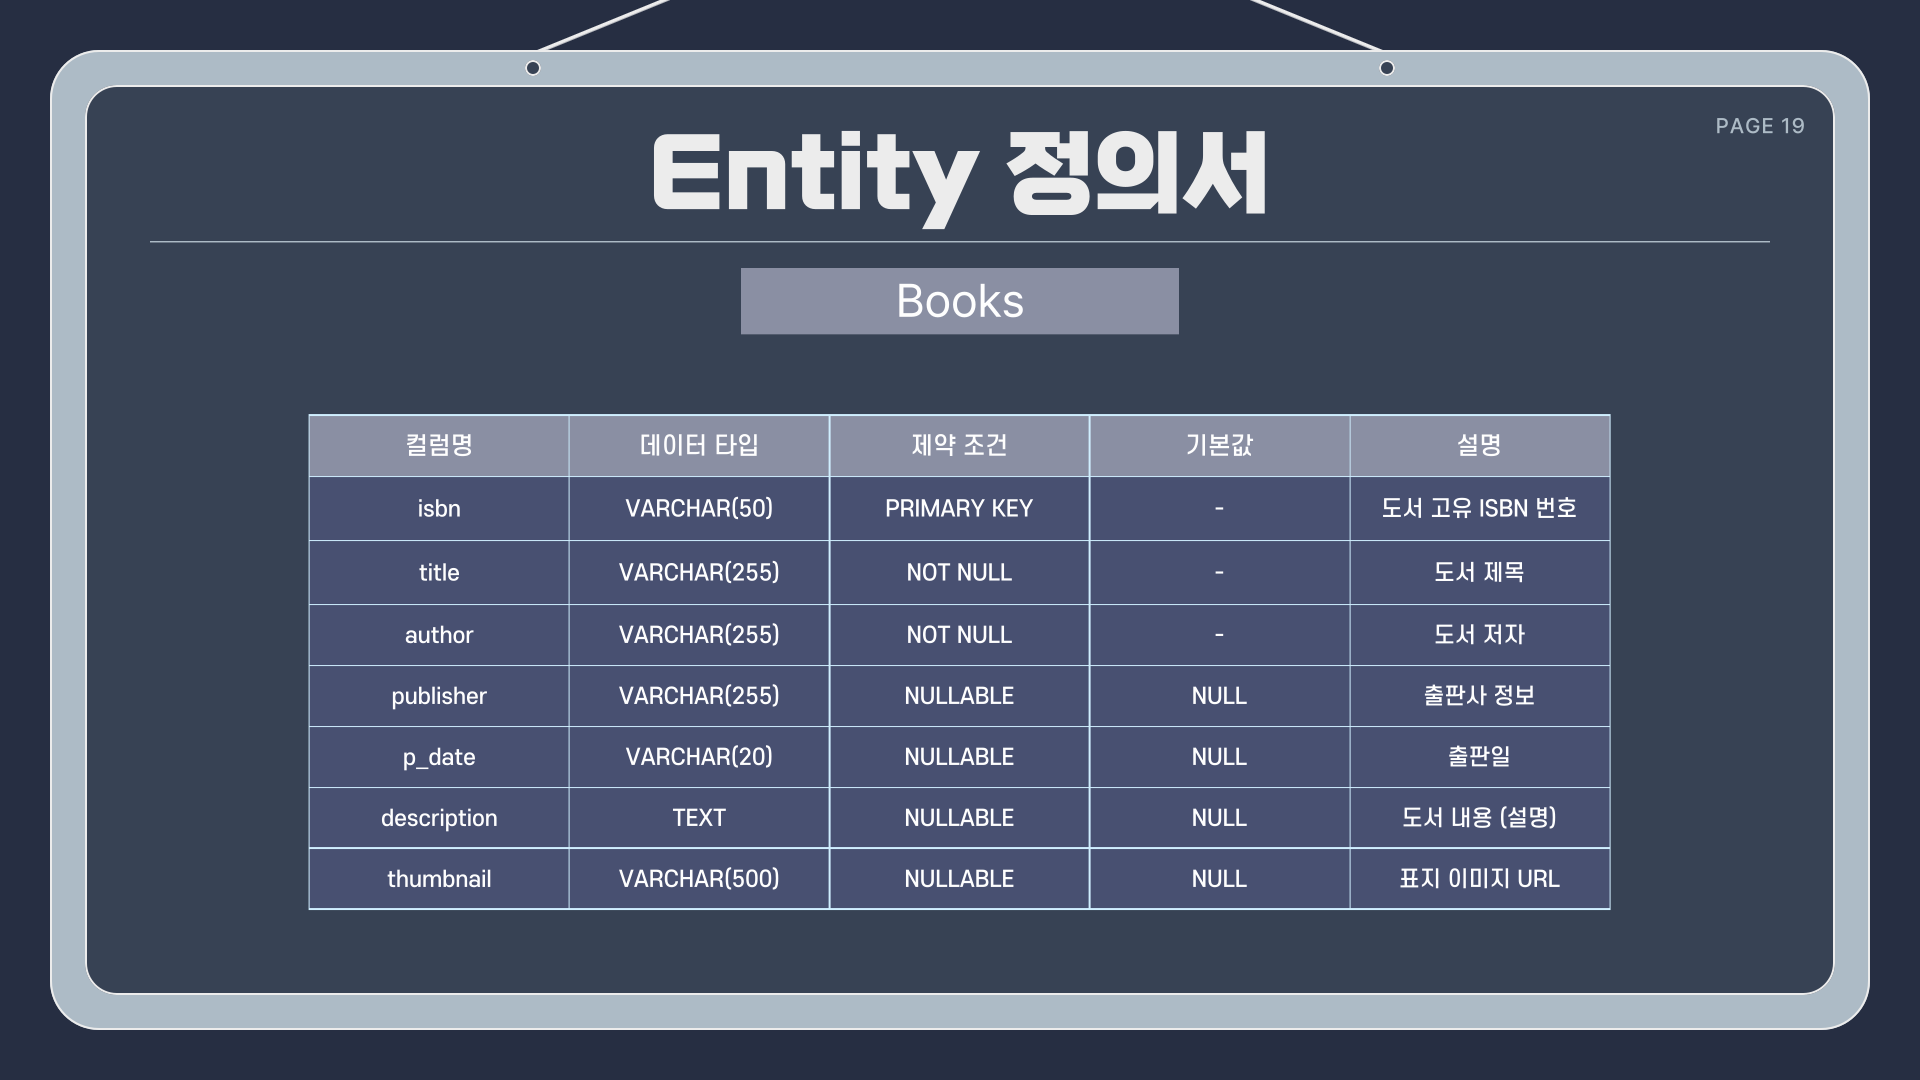 PAGE 19
Entity 정의서
Books
컬럼명 데이터 타입 제약 조건 기본값 설명
isbn VARCHAR(50) PRIMARY KEY - 도서 고유 ISBN 번호
title VARCHAR(255) NOT NULL - 도서 제목
author VARCHAR(255) NOT NULL - 도서 저자
publisher VARCHAR(255) NULLABLE NULL 출판사 정보
p_date VARCHAR(20) NULLABLE NULL 출판일
description TEXT NULLABLE NULL 도서 내용 (설명)
thumbnail VARCHAR(500) NULLABLE NULL 표지 이미지 URL